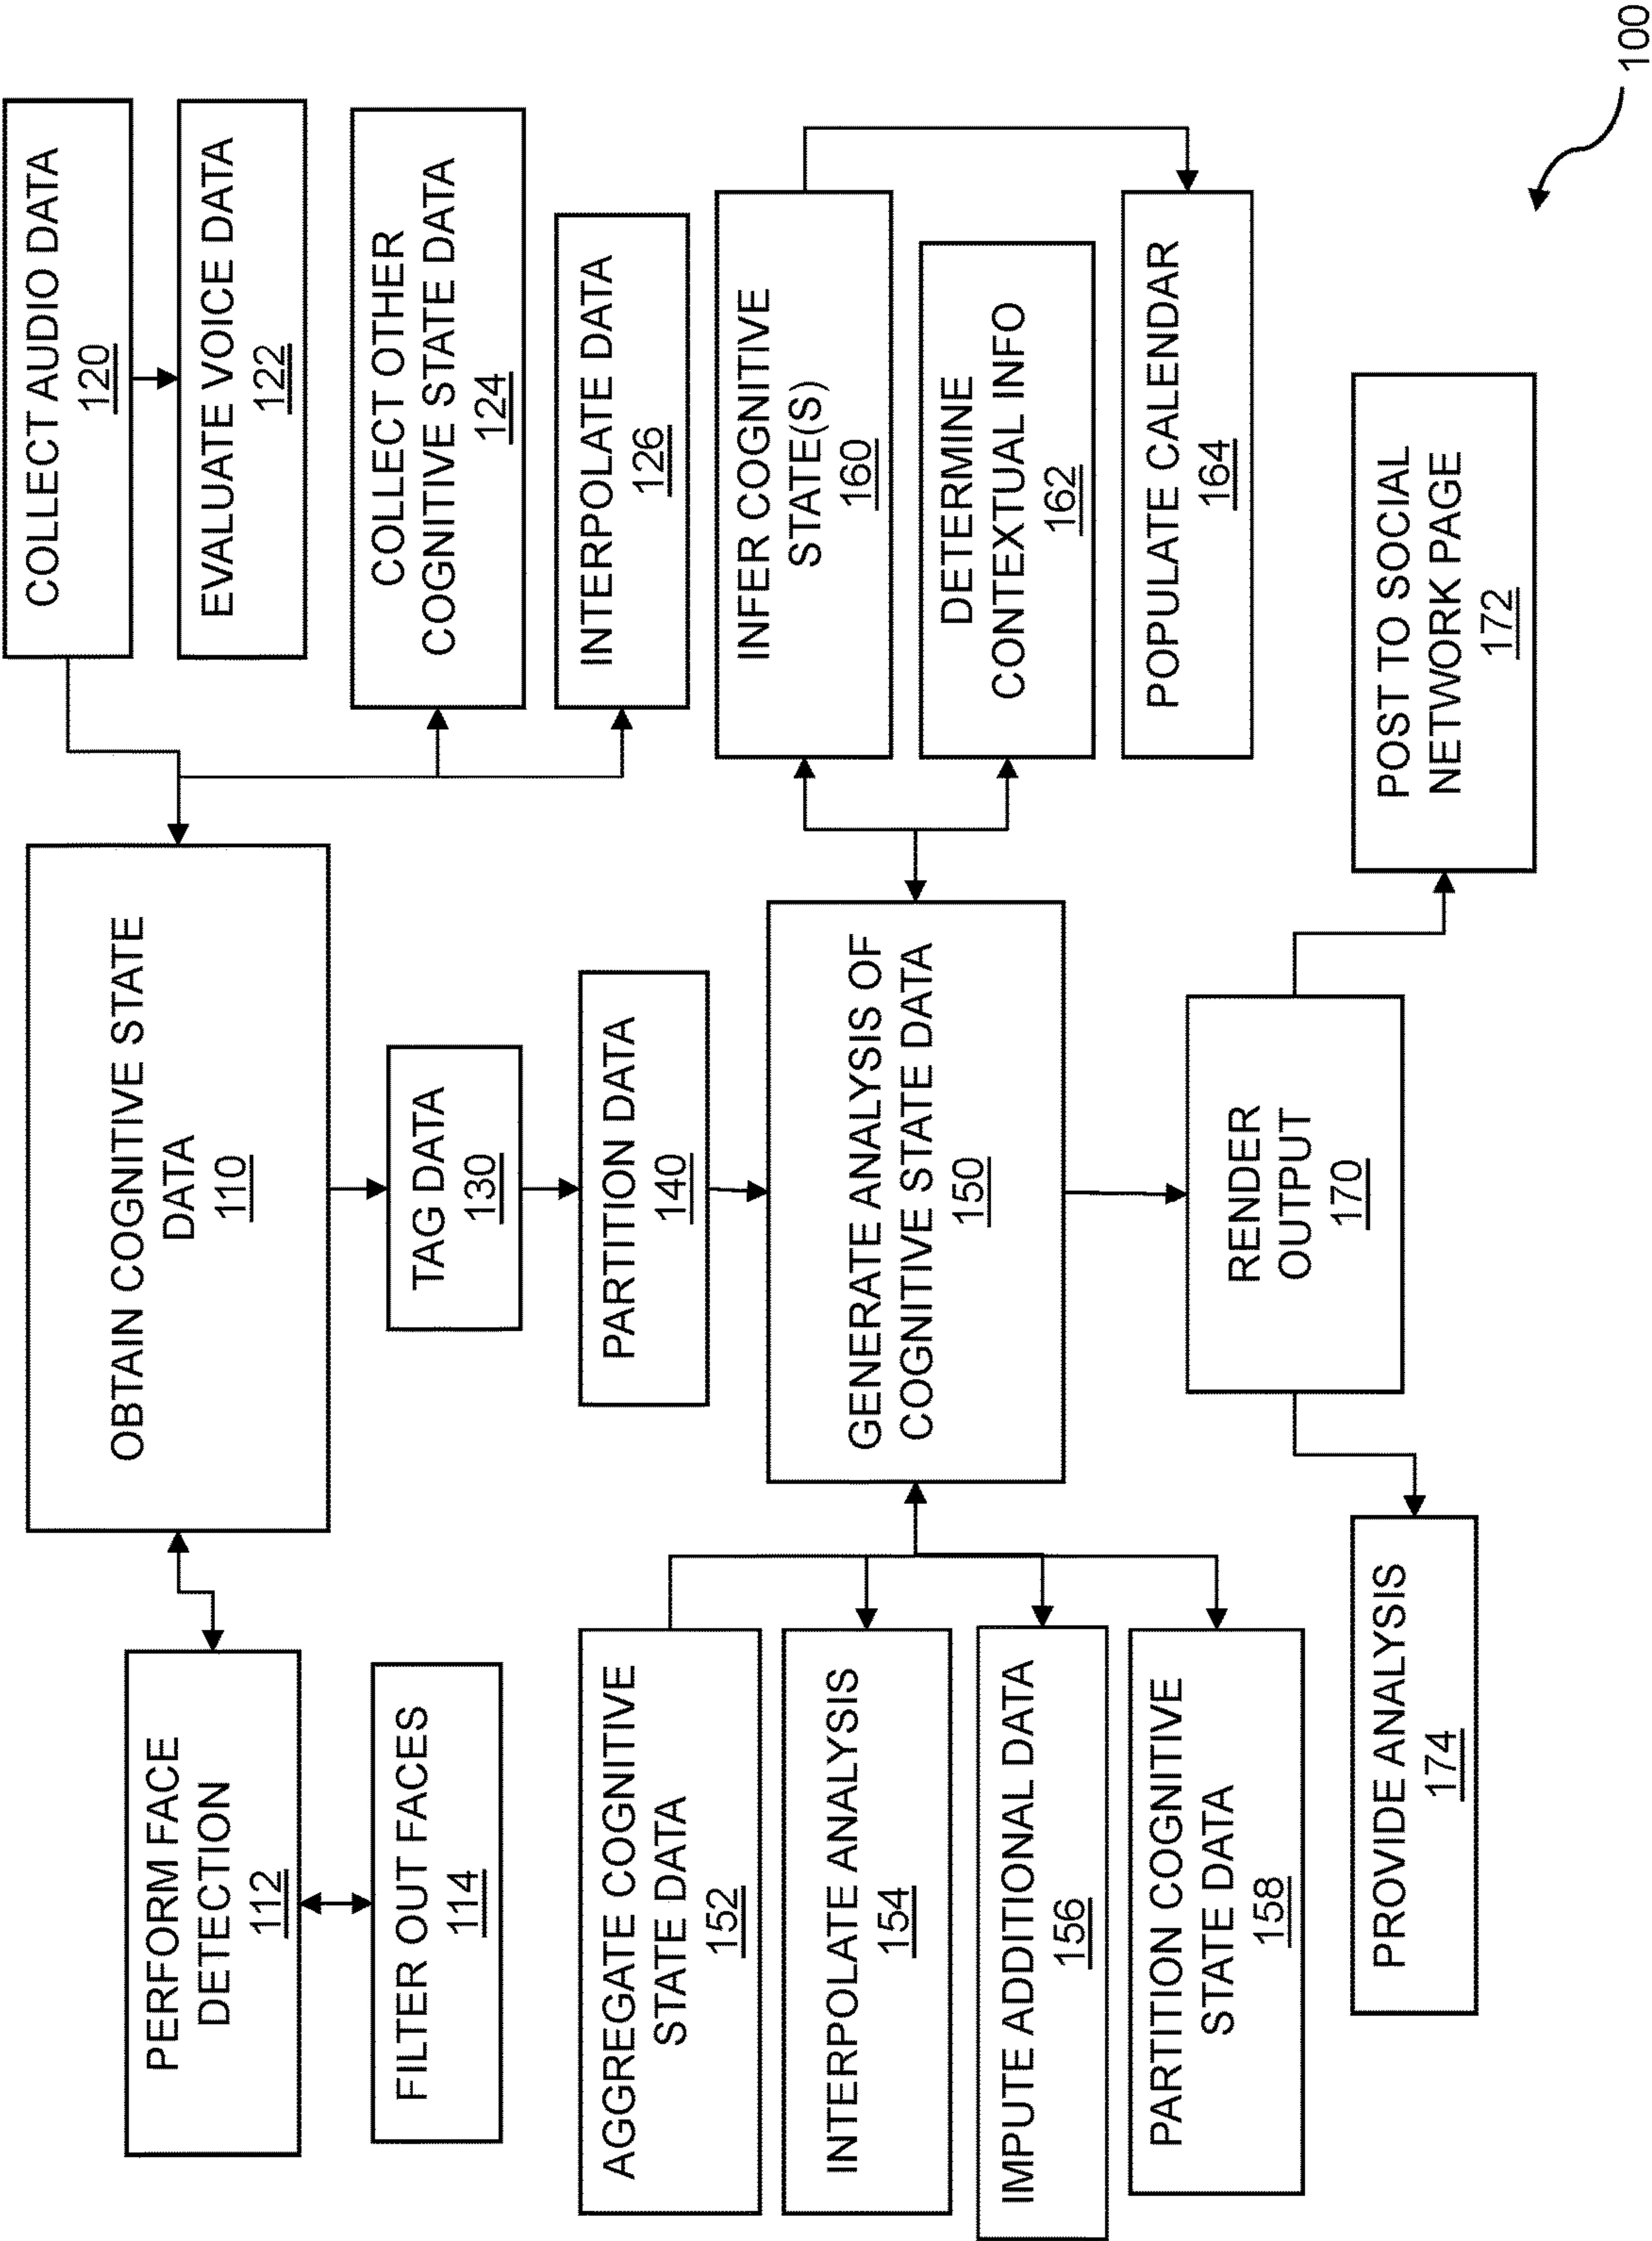 PERFORM FACE
DETECTION
112
FILTER OUT FACES
114
OBTAIN COGNITIVE STATE
DATA
110
COLLECT AUDIO DATA
120
EVALUATE VOICE DATA
122
COLLECT OTHER
COGNITIVE STATE DATA
124
INTERPOLATE DATA
126
TAG DATA
130
PARTITION DATA
140
AGGREGATE COGNITIVE
STATE DATA
152
INTERPOLATE ANALYSIS
154
IMPUTE ADDITIONAL DATA
156
PARTITION COGNITIVE
STATE DATA
158
GENERATE ANALYSIS OF
COGNITIVE STATE DATA
150
INFER COGNITIVE
STATE(S)
160
DETERMINE
CONTEXTUAL INFO
162
POPULATE CALENDAR
164
PROVIDE ANALYSIS
174
RENDER
OUTPUT
170
POST TO SOCIAL
NETWORK PAGE
172
100